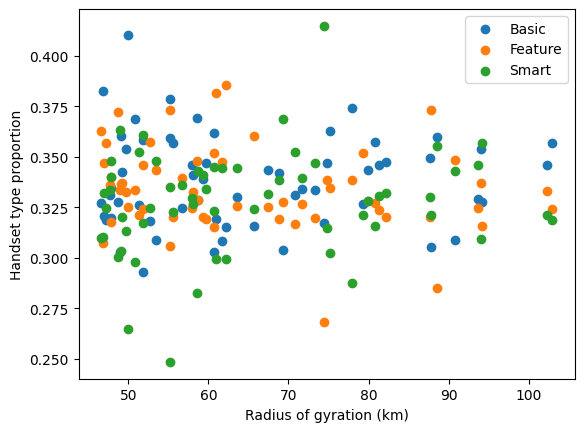 0.400
0.375
0.350
0.325
0.300
0.275
0.250
Handset type proportion
Basic
Feature
Smart
50 60 70 80 90 100
Radius of gyration (km)